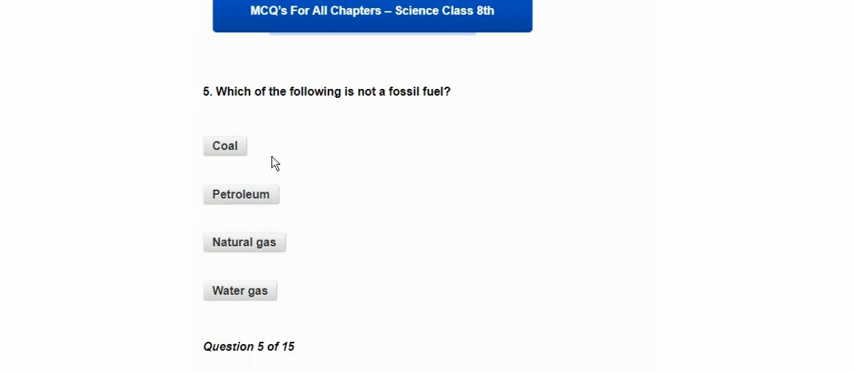 MCQ's For All Chapters – Science Class 8th
5. Which of the following is not a fossil fuel?
Coal
Petroleum
Natural gas
Water gas
Question 5 of 15